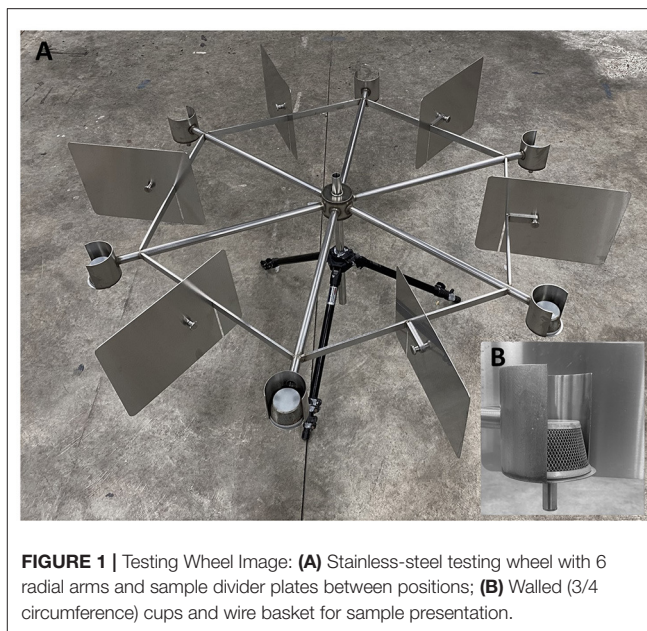 A
B
FIGURE 1 | Testing Wheel Image: (A) Stainless-steel testing wheel with 6
radial arms and sample divider plates between positions; (B) Walled (3/4
circumference) cups and wire basket for sample presentation.